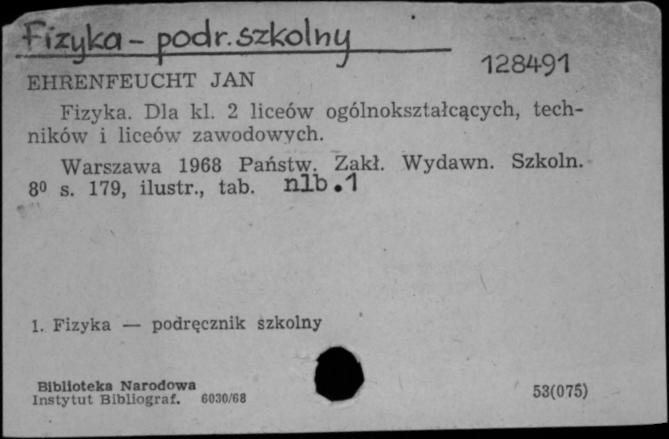 Fizyka - podr. szkolny
128491
EHRENFEUCHT JAN
Fizyka. Dla kl. 2 liceów ogólnokształcących, tech-
ników i liceów zawodowych.
Warszawa 1968 Państw. Zakł. Wydawn. Szkoln.
8⁰ s. 179, ilustr., tab. nlb. 1
1. Fizyka — podręcznik szkolny
Biblioteka Narodowa
Instytut Bibliograf. 6030/68
53(075)